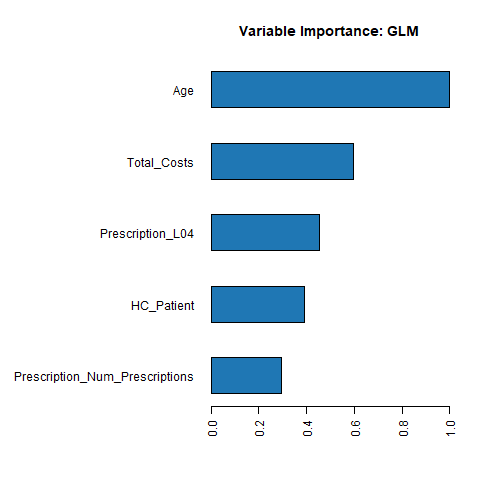 Variable Importance: GLM
Age
Total_Costs
Prescription_L04
HC_Patient
Prescription_Num_Prescriptions
0.0 0.2 0.4 0.6 0.8 1.0